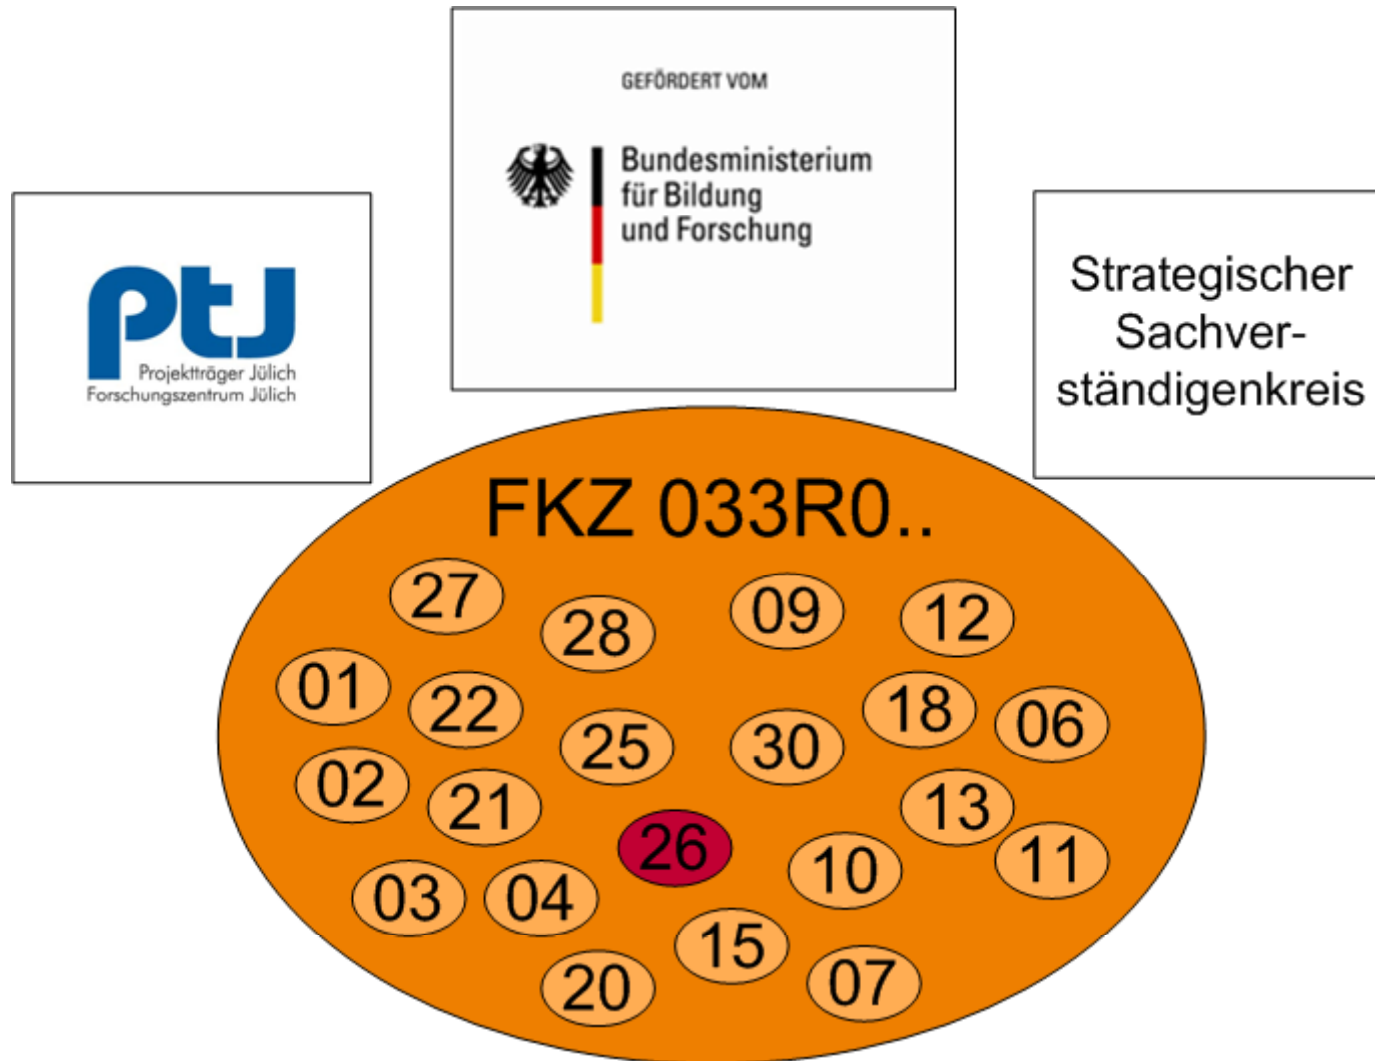 GEFÖRDERT VOM
Bundesministerium
für Bildung
und Forschung
ptJ
Projektträger Jülich
Forschungszentrum Jülich
Strategischer
Sachver-
ständigenkreis
FKZ 033R0..
27
28
09
12
01
22
25
30
18
06
02
21
26
13
03
04
10
11
20
15
07